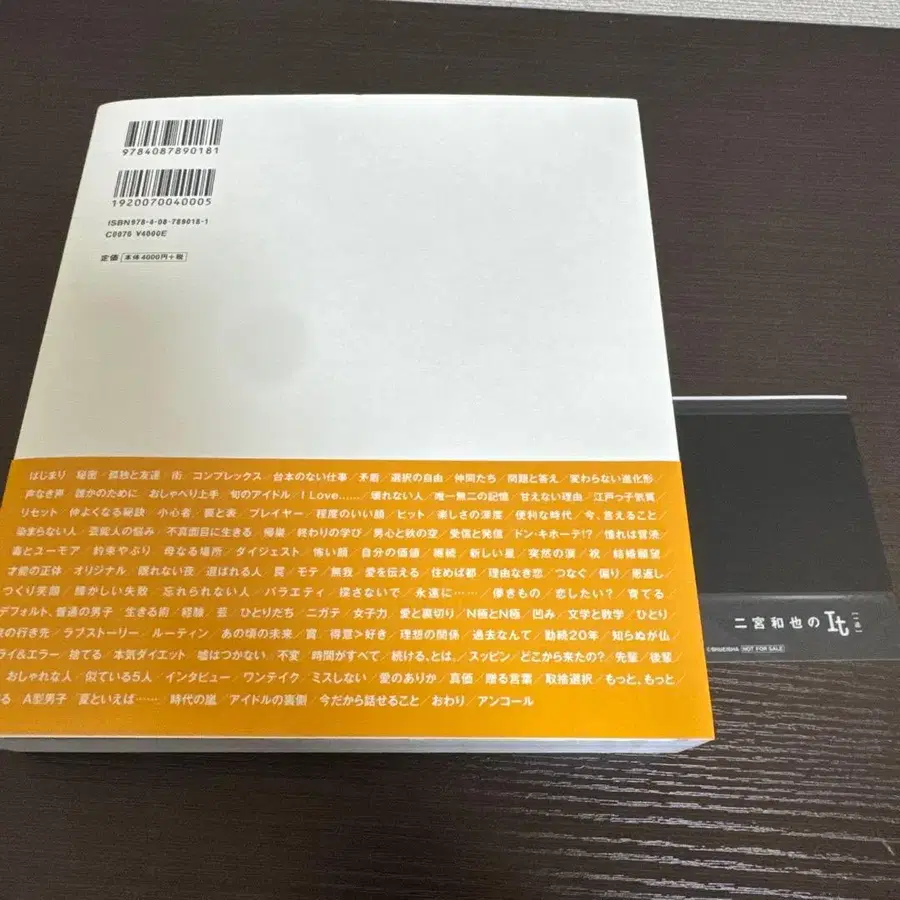 9784087890181
1920070040005
ISBN978-4-08-789018-1
C0070 ¥4000E
定価 本体4000円+税
はじまり/秘密/孤独と友達/街/コンプレックス/台本のない仕事/矛盾/選択の自由/仲間たち/問題と答え/変わらない進化形
声なき声/誰かのために/おしゃべり上手/旬のアイドル/I Love……/壊れない人/唯一無二の記憶/甘えない理由/江戸っ子気質
リセット/仲よくなる秘訣/小心者/裏と表/プレイヤー/程度のいい顔/ヒット/楽しさの深度/便利な時代/今、言えること
染まらない人/芸能人の悩み/不真面目に生きる/帰巣/終わりの学び/男心と秋の空/受信と発信/ドン・キホーテ!?/憧れは冒涜
毒とユーモア/約束やぶり/母なる場所/ダイジェスト/怖い顔/自分の価値/継続/新しい星/突然の涙/枕/結婚願望
才能の正体/オリジナル/眠れない夜/選ばれる人/罠/モテ/無我/愛を伝える/住めば都/理由なき恋/つなぐ/偏り/恩返し
つくり笑顔/輝かしい失敗/忘れられない人/バラエティ/探さないで/永遠に……/儚きもの/恋したい?/育てる
デフォルト、普通の男子/生きる術/経験/芸/ひとりだち/ニガテ/女子力/愛と裏切り/N極とN極/凹み/文学と数学/ひとり
の行き先/ラブストーリー/ルーティン/あの頃の未来/賞/得意>好き/理想の関係/過去なんて/勤続20年/知らぬが仏
ライ&エラー/捨てる/本気ダイエット/嘘はつかない/不変/時間がすべて/続ける、とは。/スッピン/どこから来たの?/先輩/後輩
おしゃれな人/似ている5人/インタビュー/ワンテイク/ミスしない/愛のありか/真価/贈る言葉/取捨選択/もっと、もっと
る/A型男子/夏といえば……/時代の嵐/アイドルの裏側/今だから話せること/おわり/アンコール
二宮和也のIt[一途]
©SHUEISHA NOT FOR SALE